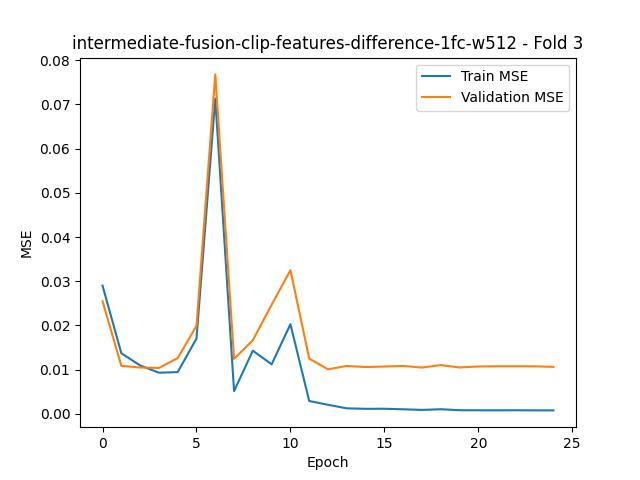 intermediate-fusion-clip-features-difference-1fc-w512 - Fold 3
Train MSE
Validation MSE
0.08
0.07
0.06
0.05
0.04
0.03
0.02
0.01
0.00
MSE
0 5 10 15 20 25
Epoch